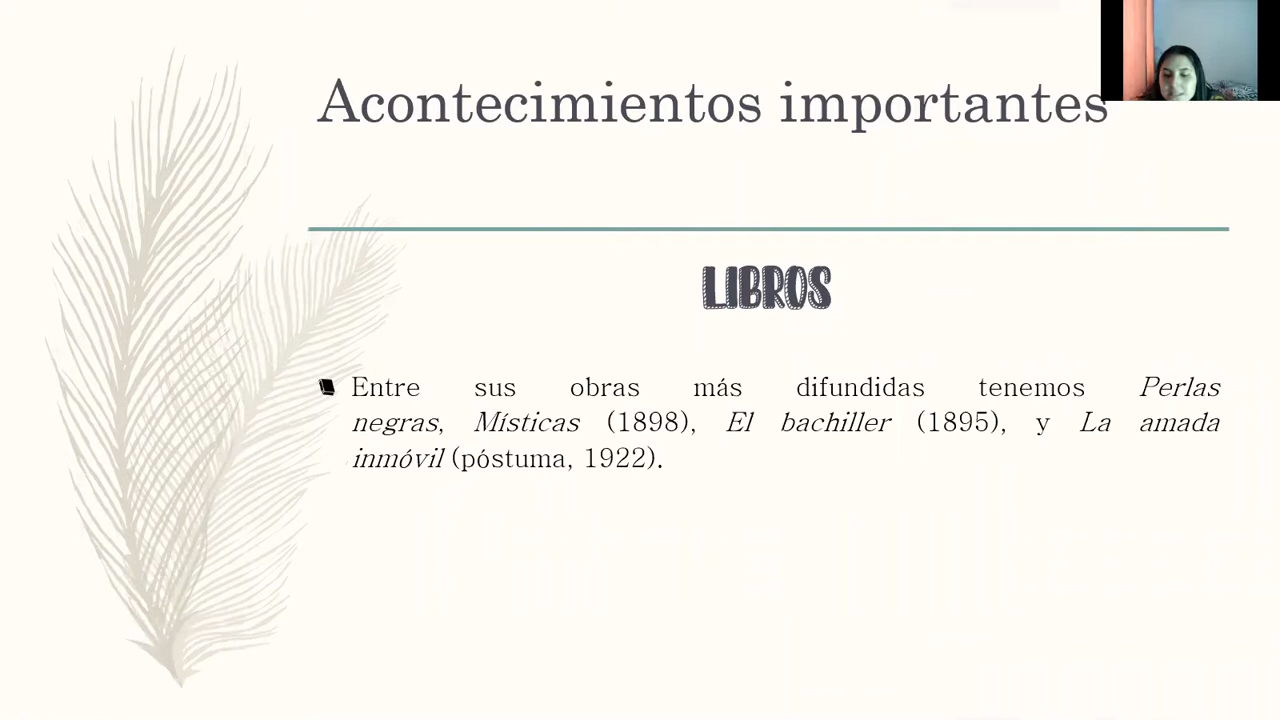 Acontecimientos importantes
LIBROS
Entre sus obras más difundidas tenemos Perlas
negras, Místicas (1898), El bachiller (1895), y La amada
inmóvil (póstuma, 1922).